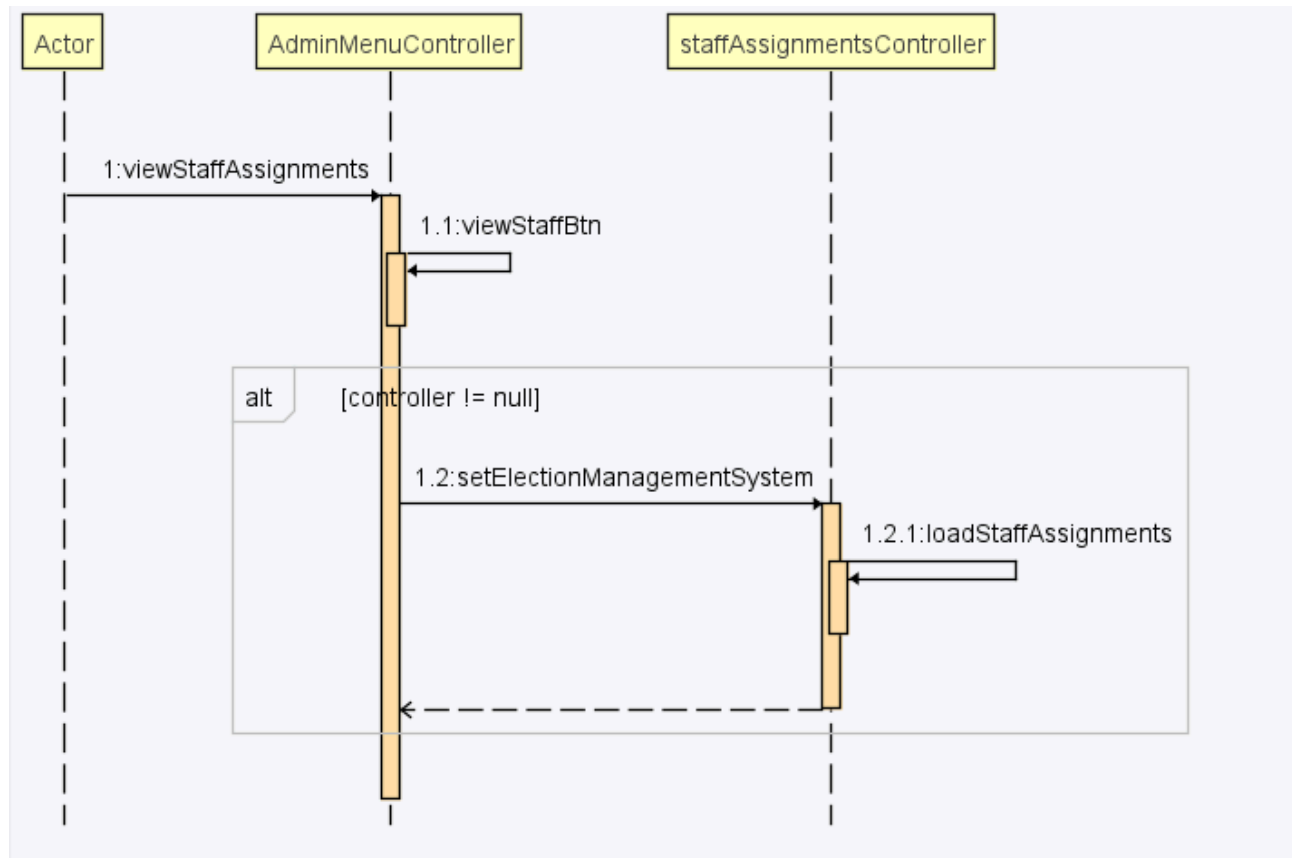 Actor
AdminMenuController
staffAssignmentsController
1:viewStaffAssignments
1.1:viewStaffBtn
alt
[controller != null]
1.2:setElectionManagementSystem
1.2.1:loadStaffAssignments